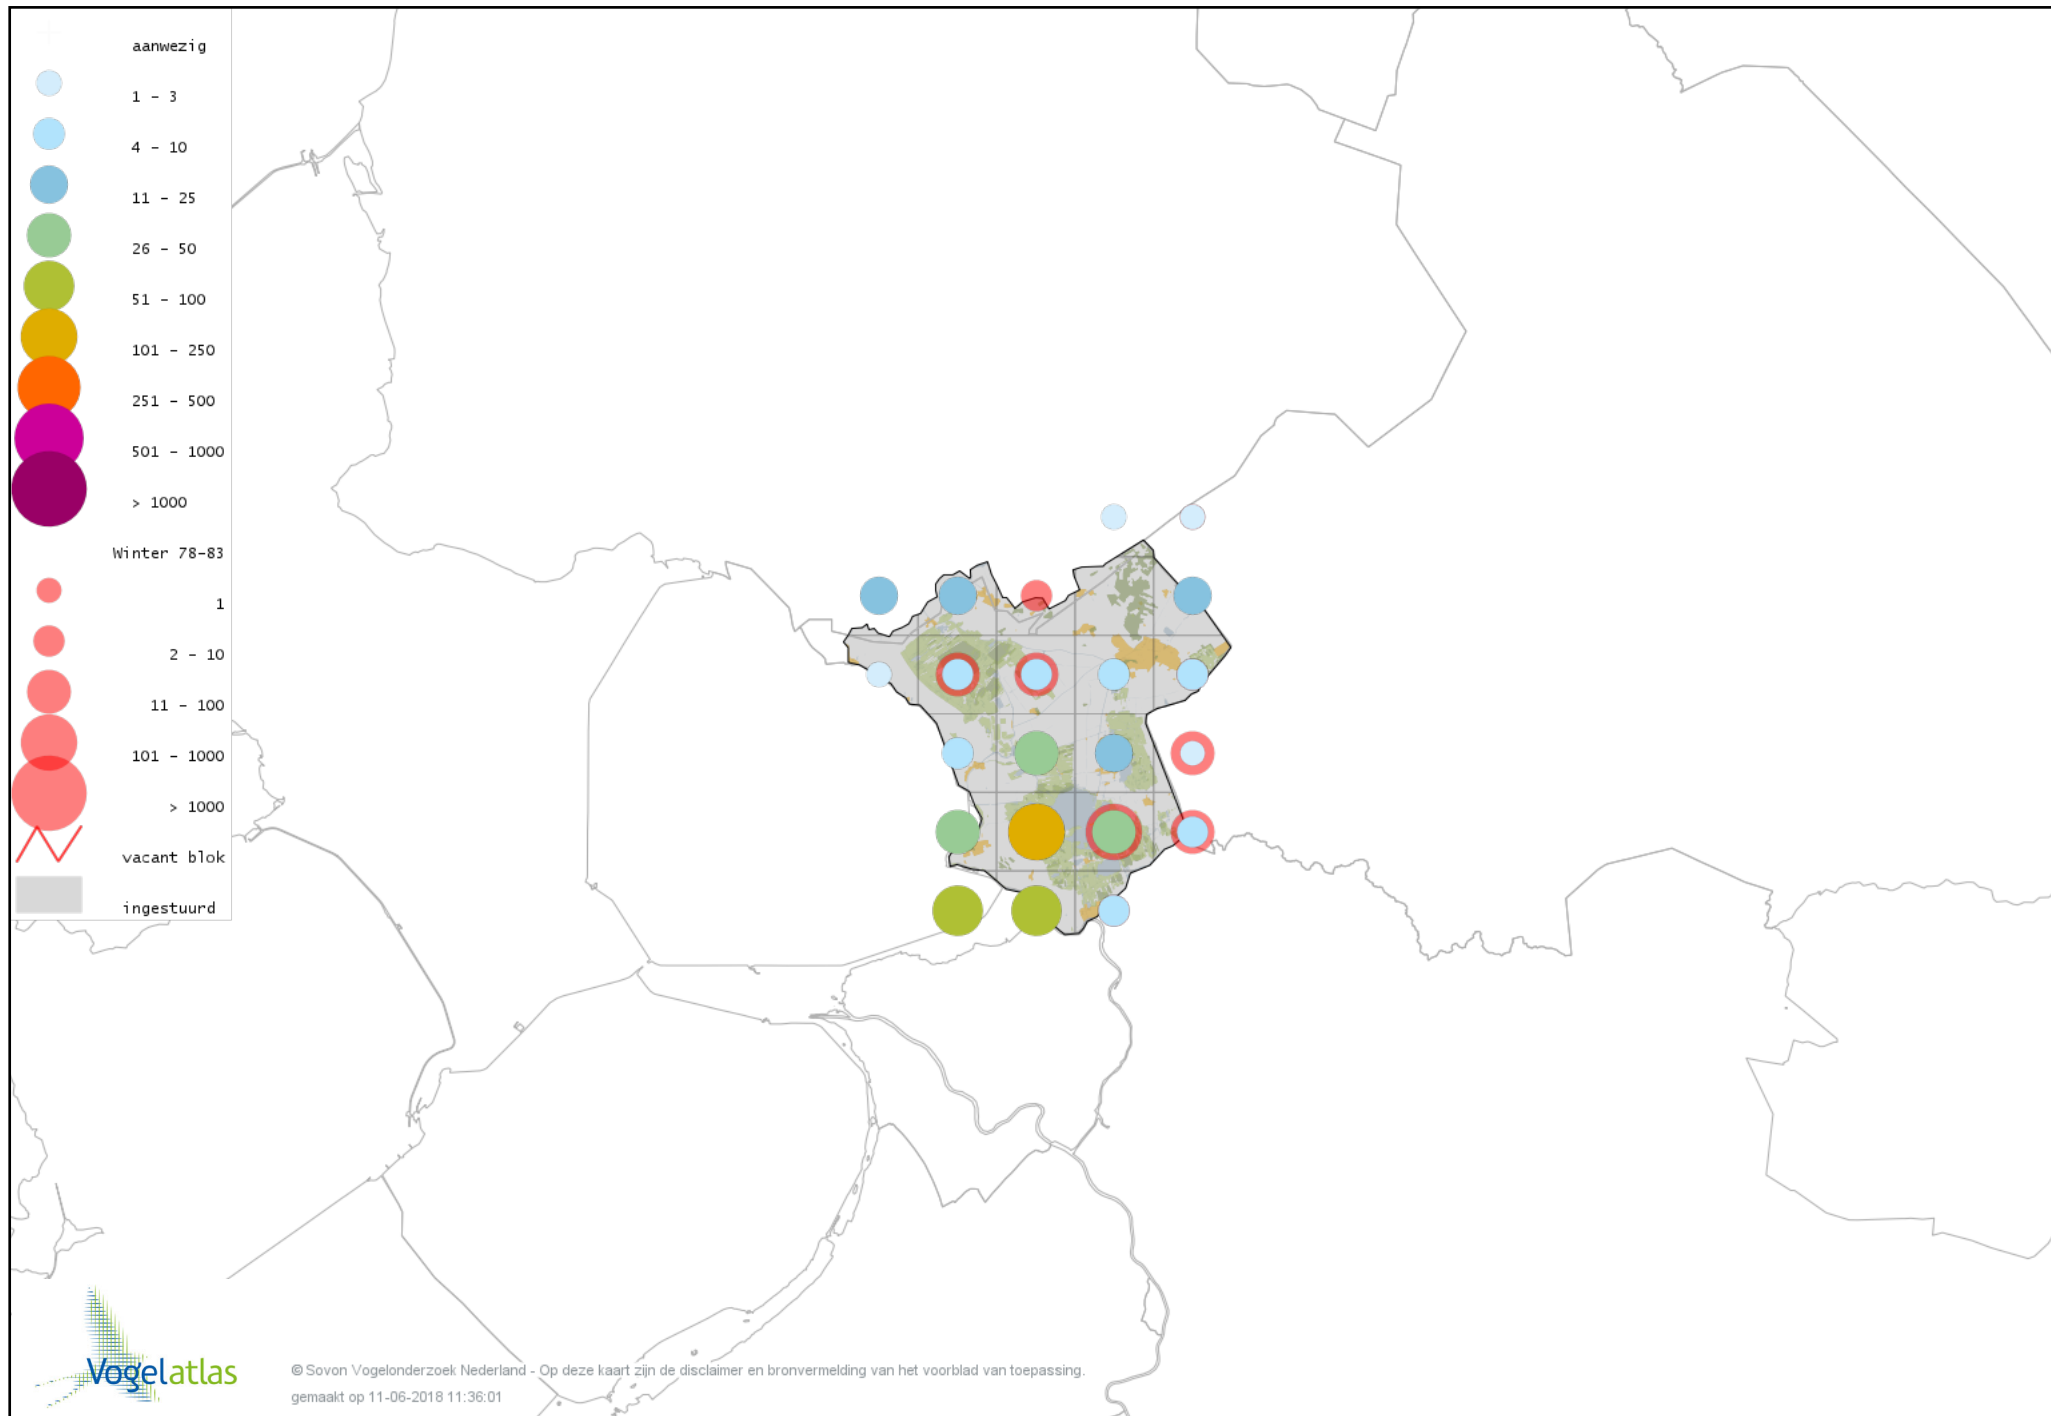 aanwezig
1 - 3
4 - 10
11 - 25
26 - 50
51 - 100
101 - 250
251 - 500
501 - 1000
> 1000
Winter 78-83
1
2 - 10
11 - 100
101 - 1000
> 1000
vacant blok
ingestuurd
Vogelatlas
© Sovon Vogelonderzoek Nederland - Op deze kaart zijn de disclaimer en bronvermelding van het voorblad van toepassing.
gemaakt op 11-06-2018 11:36:01